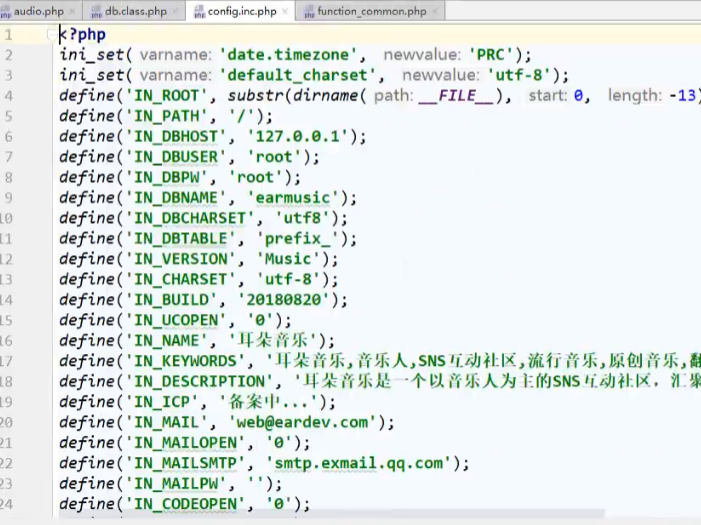 audio.php × db.class.php × config.inc.php × function_common.php ×
1 <?php
2 ini_set( varname: 'date.timezone', newvalue: 'PRC');
3 ini_set( varname: 'default_charset', newvalue: 'utf-8');
4 define('IN_ROOT', substr(dirname( path: __FILE__), start: 0, length: -13)
5 define('IN_PATH', '/');
6 define('IN_DBHOST', '127.0.0.1');
7 define('IN_DBUSER', 'root');
8 define('IN_DBPW', 'root');
9 define('IN_DBNAME', 'earmusic');
10 define('IN_DBCHARSET', 'utf8');
11 define('IN_DBTABLE', 'prefix_');
12 define('IN_VERSION', 'Music');
13 define('IN_CHARSET', 'utf-8');
14 define('IN_BUILD', '20180820');
15 define('IN_UCOPEN', '0');
16 define('IN_NAME', '耳朵音乐');
17 define('IN_KEYWORDS', '耳朵音乐,音乐人,SNS互动社区,流行音乐,原创音乐,翻
18 define('IN_DESCRIPTION', '耳朵音乐是一个以音乐人为主的SNS互动社区，汇聚
19 define('IN_ICP', '备案中...');
20 define('IN_MAIL', 'web@eardev.com');
21 define('IN_MAILOPEN', '0');
22 define('IN_MAILSMTP', 'smtp.exmail.qq.com');
23 define('IN_MAILPW', '');
24 define('IN_CODEOPEN', '0');